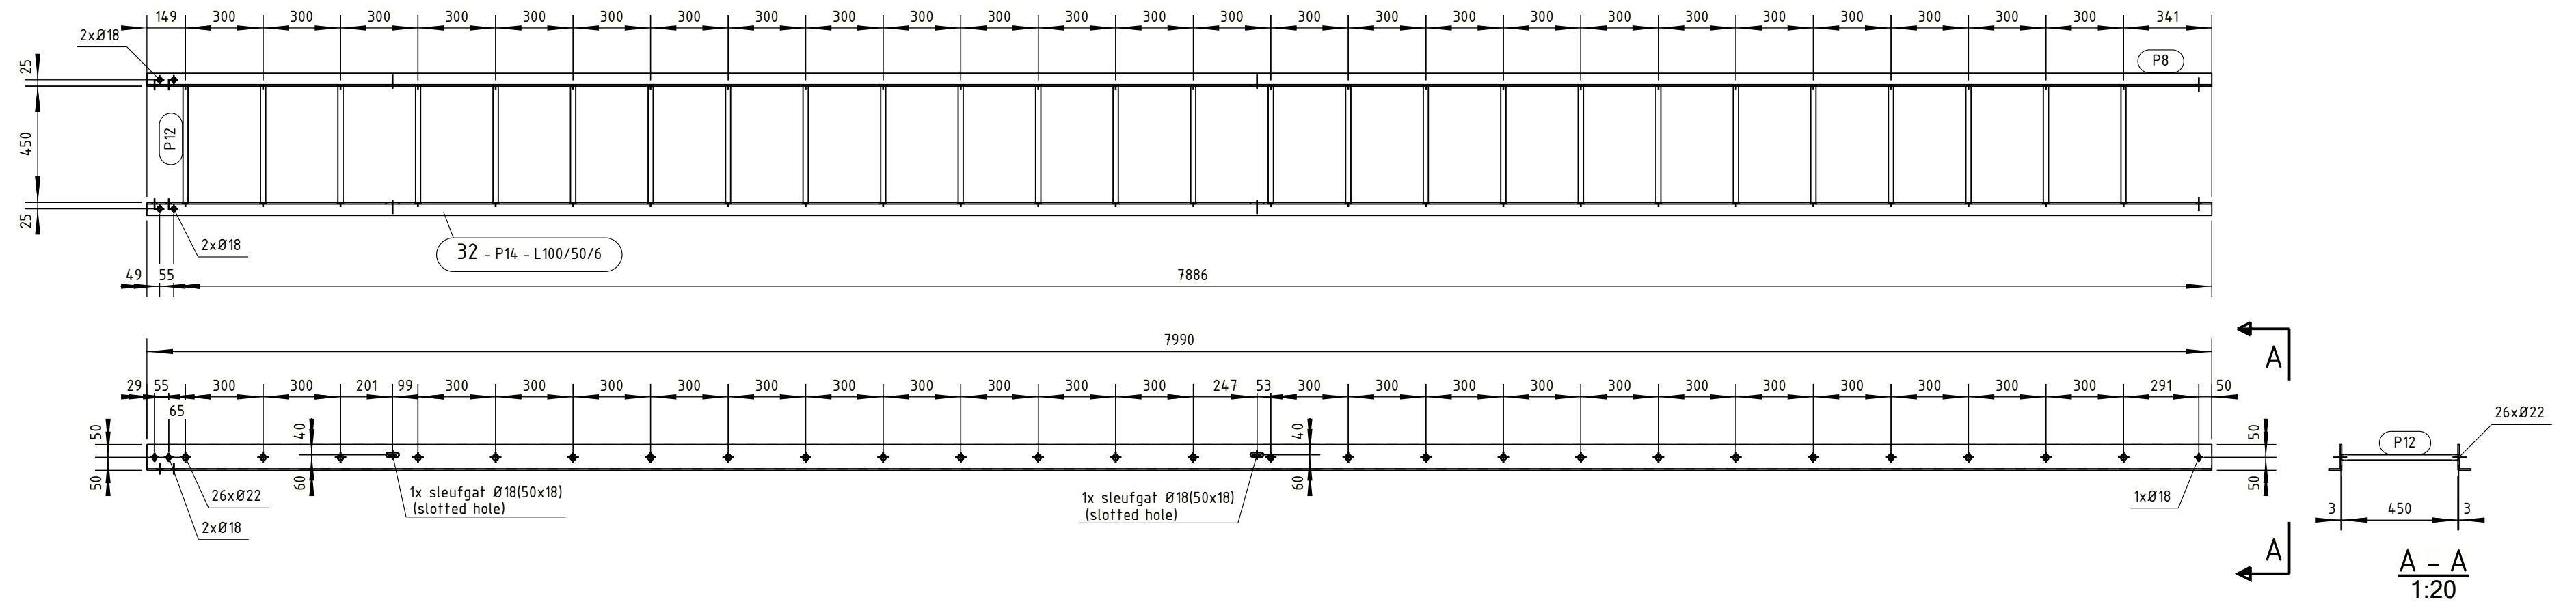 149 300 300 300 300 300 300 300 300 300 300 300 300 300 300 300 300 300 300 300 300 300 300 300 300 300 341
2xØ18
P8
25
450
25
P12
2xØ18
32 - P14 - L100/50/6
49 55 7886
7990
A
29 55 300 300 201 99 300 300 300 300 300 300 300 300 300 300 247 53 300 300 300 300 300 300 300 300 300 300 300 291 50
65
50
50
40
60
40
60
50
50
26xØ22
2xØ18
1x sleufgat Ø18(50x18)
(slotted hole)
1x sleufgat Ø18(50x18)
(slotted hole)
1xØ18
A
26xØ22
P12
3 450 3
A - A
1:20